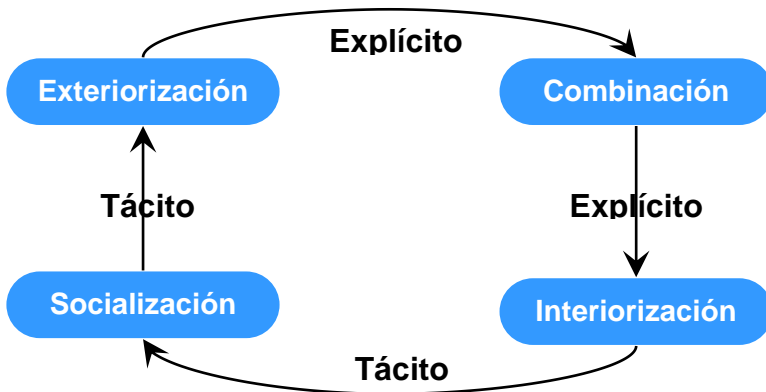 Explícito
Exteriorización
Combinación
Tácito
Explícito
Socialización
Interiorización
Tácito